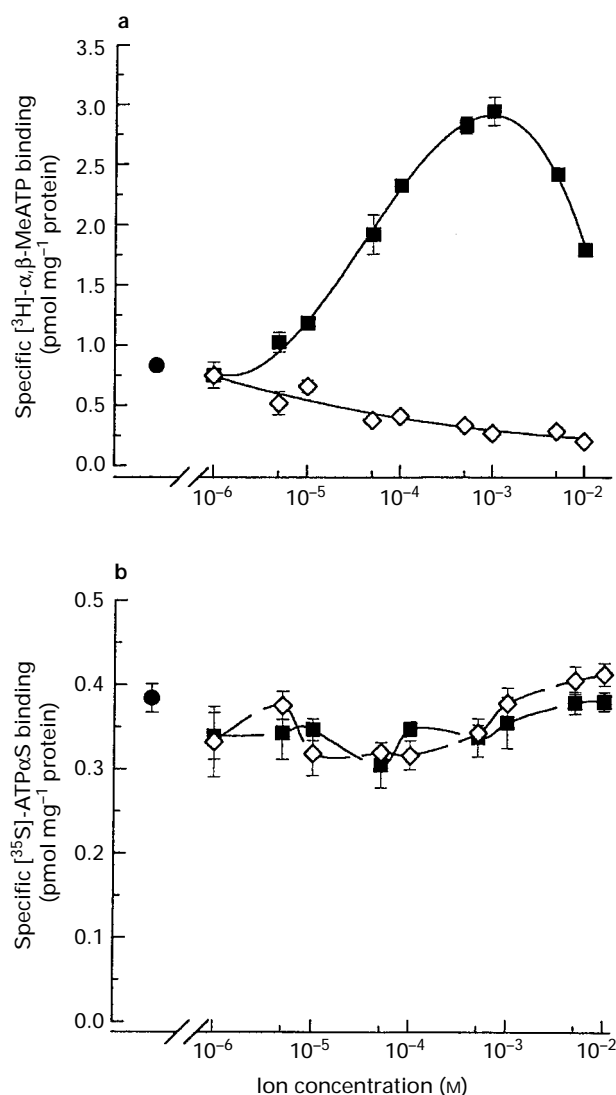 a
3.5
3.0
2.5
2.0
1.5
1.0
0.5
0.0
Specific [³H]-α,β-MeATP binding
(pmol mg⁻¹ protein)
10⁻⁶ 10⁻⁵ 10⁻⁴ 10⁻³ 10⁻²
b
0.5
0.4
0.3
0.2
0.1
0.0
Specific [³⁵S]-ATPαS binding
(pmol mg⁻¹ protein)
10⁻⁶ 10⁻⁵ 10⁻⁴ 10⁻³ 10⁻²
Ion concentration (M)